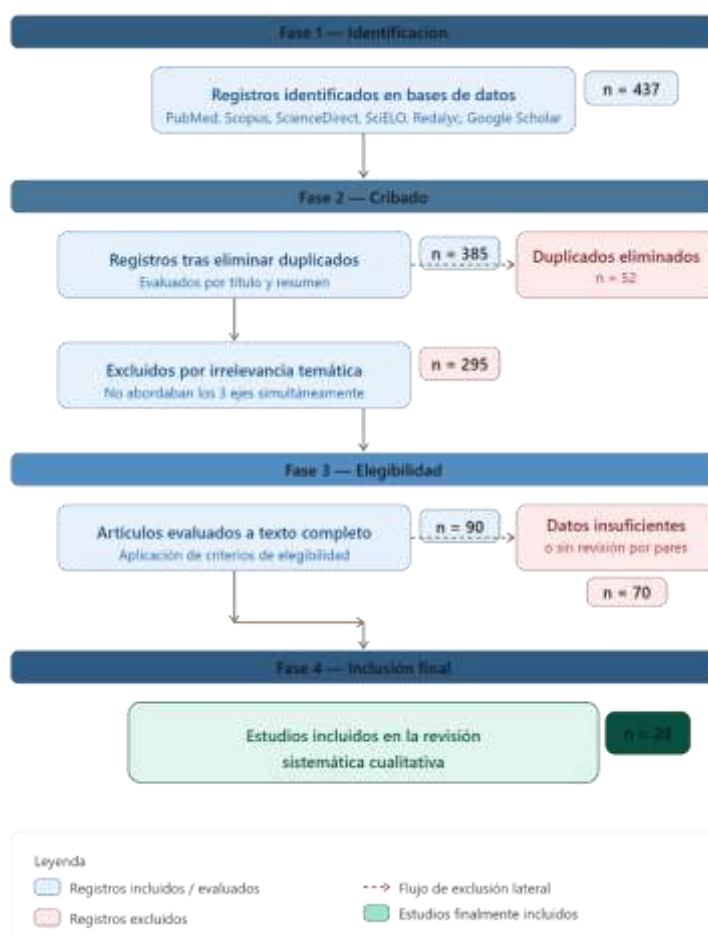 Fase 1 — Identificación
Registros identificados en bases de datos
n = 437
PubMed, Scopus, ScienceDirect, SciELO, Redalyc, Google Scholar
Fase 2 — Cribado
Registros tras eliminar duplicados
n = 385
Duplicados eliminados
Evaluados por título y resumen
n = 52
Excluidos por irrelevancia temática
n = 295
No abordaban los 3 ejes simultáneamente
Fase 3 — Elegibilidad
Artículos evaluados a texto completo
n = 90
Datos insuficientes
Aplicación de criterios de elegibilidad
o sin revisión por pares
n = 70
Fase 4 — Inclusión final
Estudios incluidos en la revisión
sistemática cualitativa
n = 20
Leyenda
Registros incluidos / evaluados
Flujo de exclusión lateral
Registros excluidos
Estudios finalmente incluidos